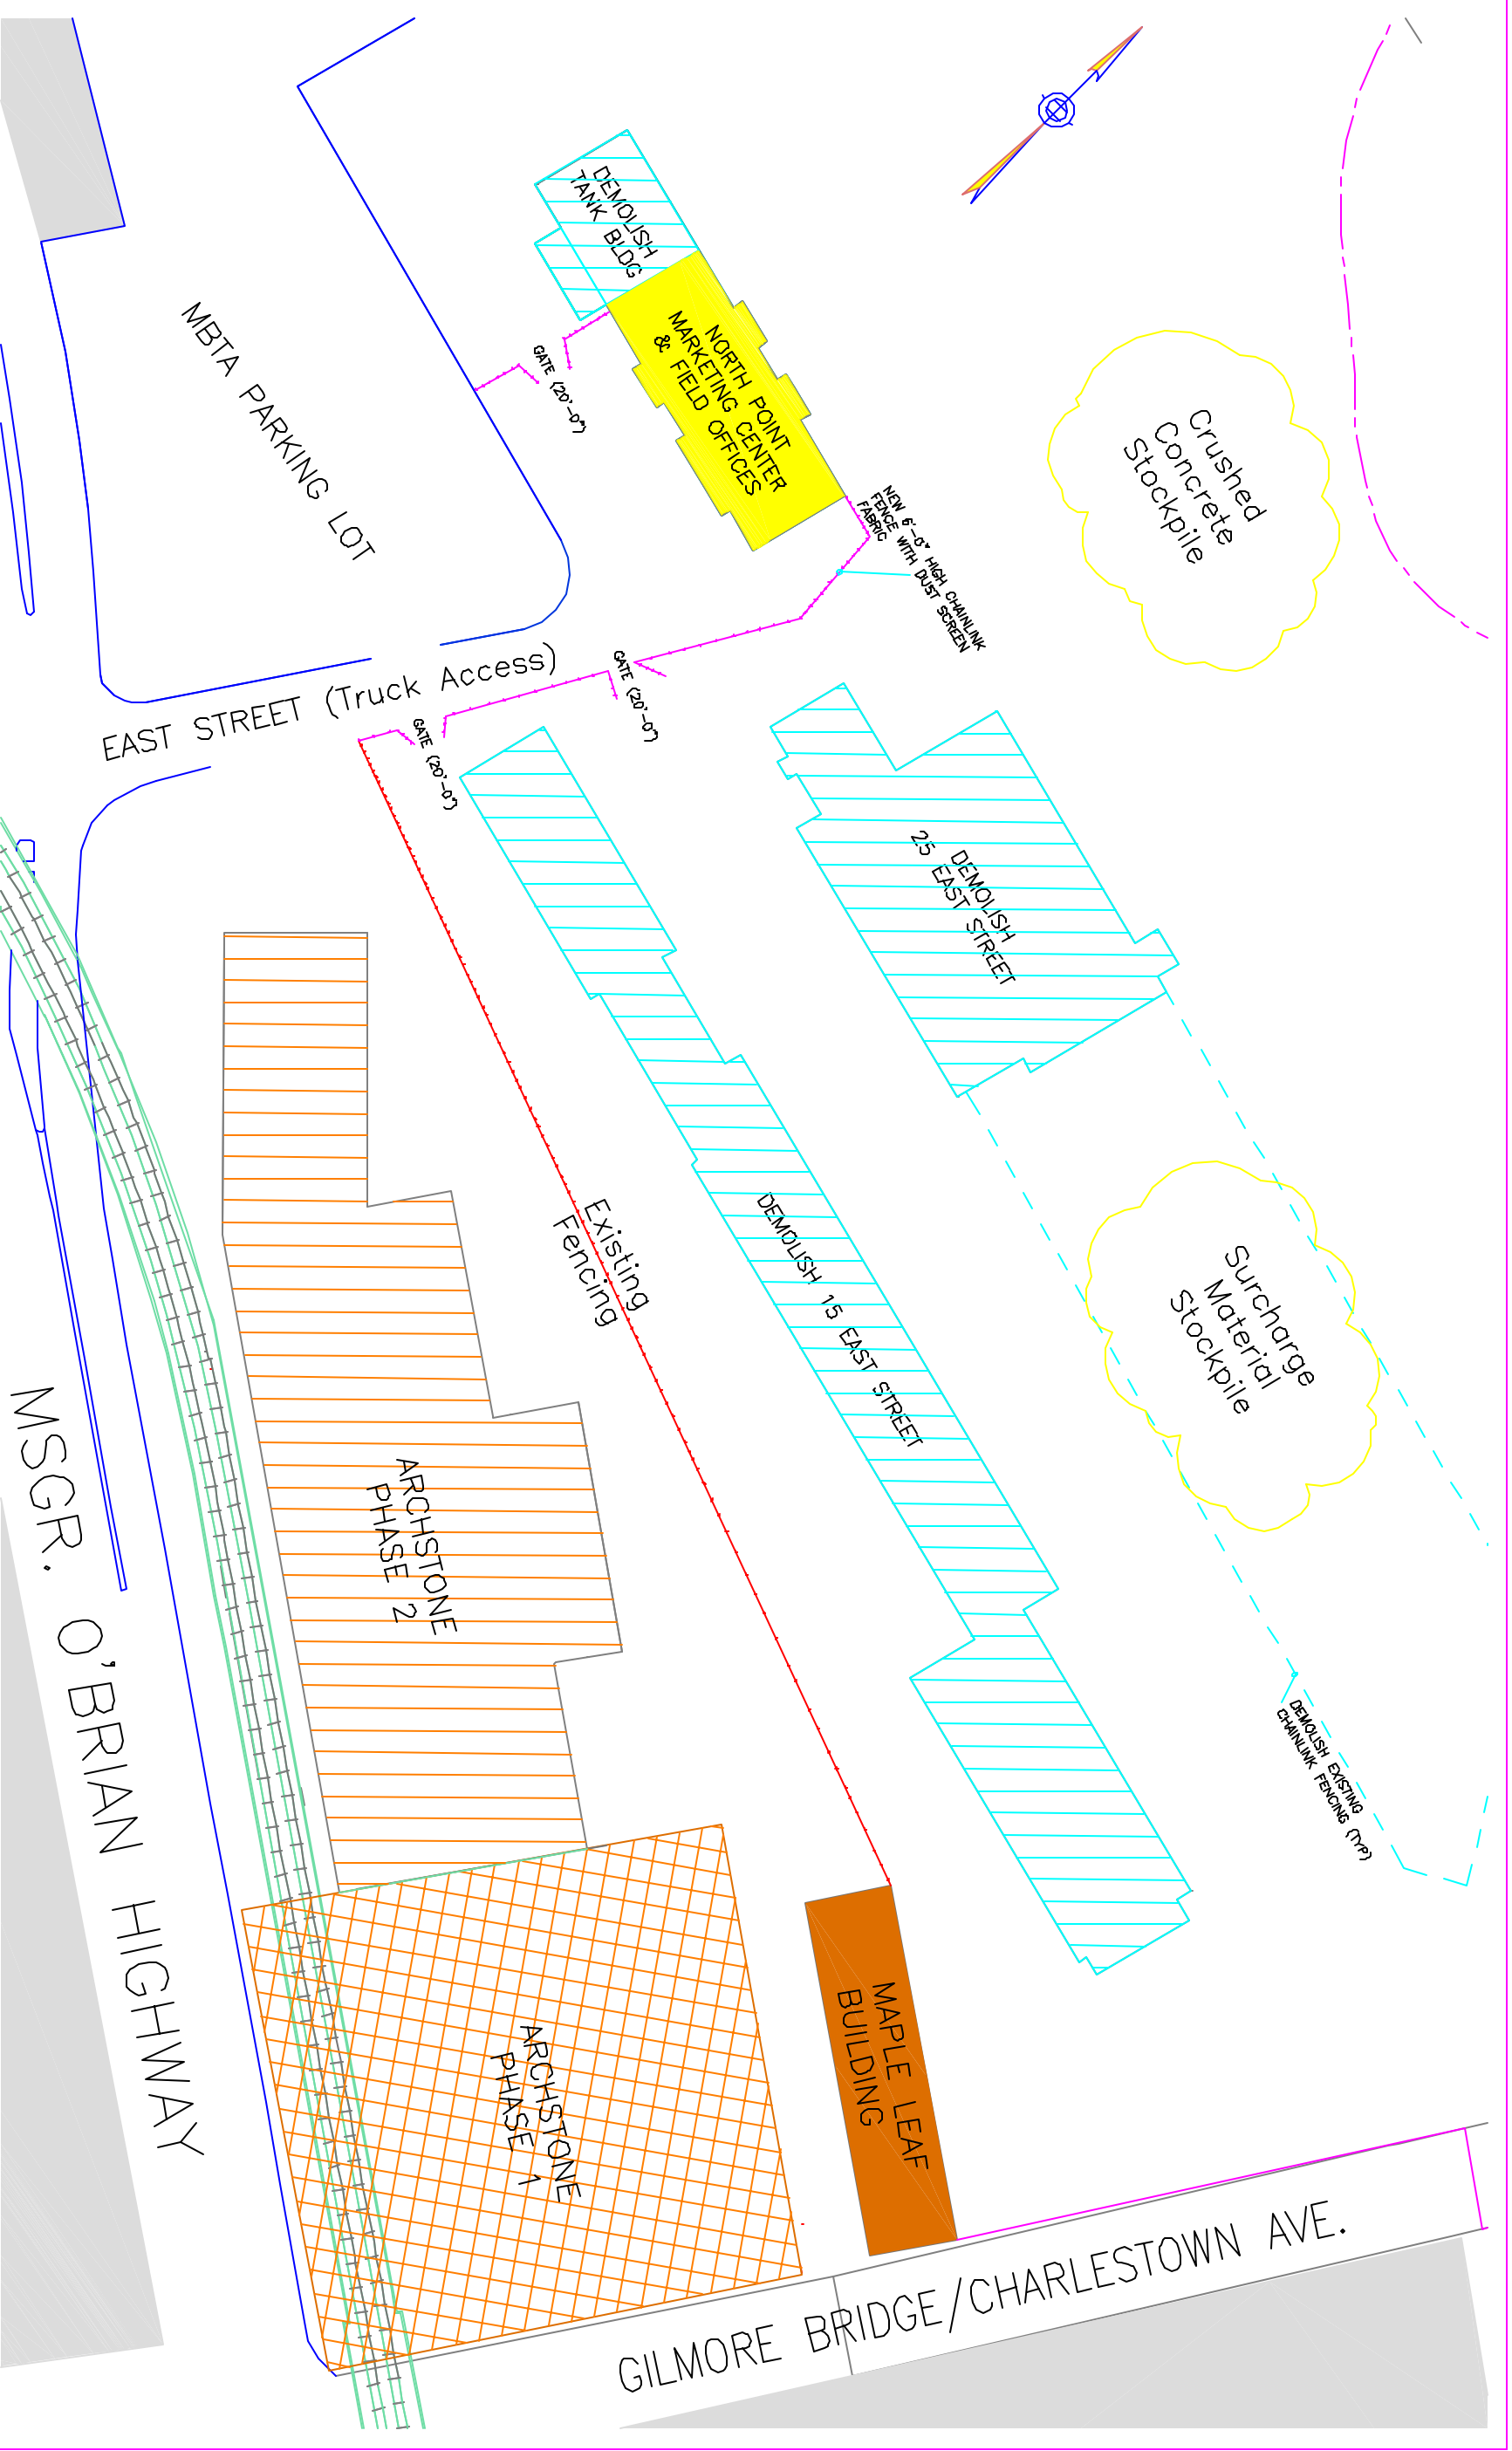 DEMOLISH
TANK BLDG
NORTH POINT
MARKETING CENTER
& FIELD OFFICES
GATE (20'-0")
MBTA PARKING LOT
Crushed
Concrete
Stockpile
NEW 6'-0" HIGH CHAINLINK
FENCE WITH DUST SCREEN
FABRIC
EAST STREET (Truck Access)
GATE (20'-0")
GATE (20'-0")
DEMOLISH
25 EAST STREET
Existing
Fencing
DEMOLISH 15 EAST STREET
Surcharge
Material
Stockpile
ARCHSTONE
PHASE 2
MSGR. O'BRIAN HIGHWAY
DEMOLISH EXISTING
CHAINLINK FENCING (TYP)
ARCHSTONE
PHASE 1
MAPLE LEAF
BUILDING
GILMORE BRIDGE/CHARLESTOWN AVE.